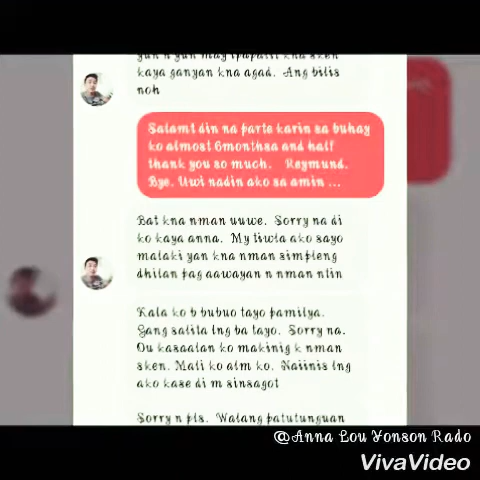 kaya ganyan kna agad. Ang bilis
noh
Salamt din na parte karin sa buhay
ko almost 6monthsa and half
thank you so much. Reymund.
Bye. Uwi nadin ako sa amin ...
Bat kna nman uuwe. Sorry na di
ko kaya anna. My tiwla ako sayo
malaki yan kna nman simpleng
dhilan pag aawayan n nman ntin
Kala ko b bubuo tayo pamilya.
Gang salita lng ba tayo. Sorry na.
Ou kasalan ko makinig k nman
sken. Mali ko alm ko. Naiinis lng
ako kase di m sinsagot
Sorry n pls. Walang patutunguan
@Anna Lou Yonson Rado
VivaVideo